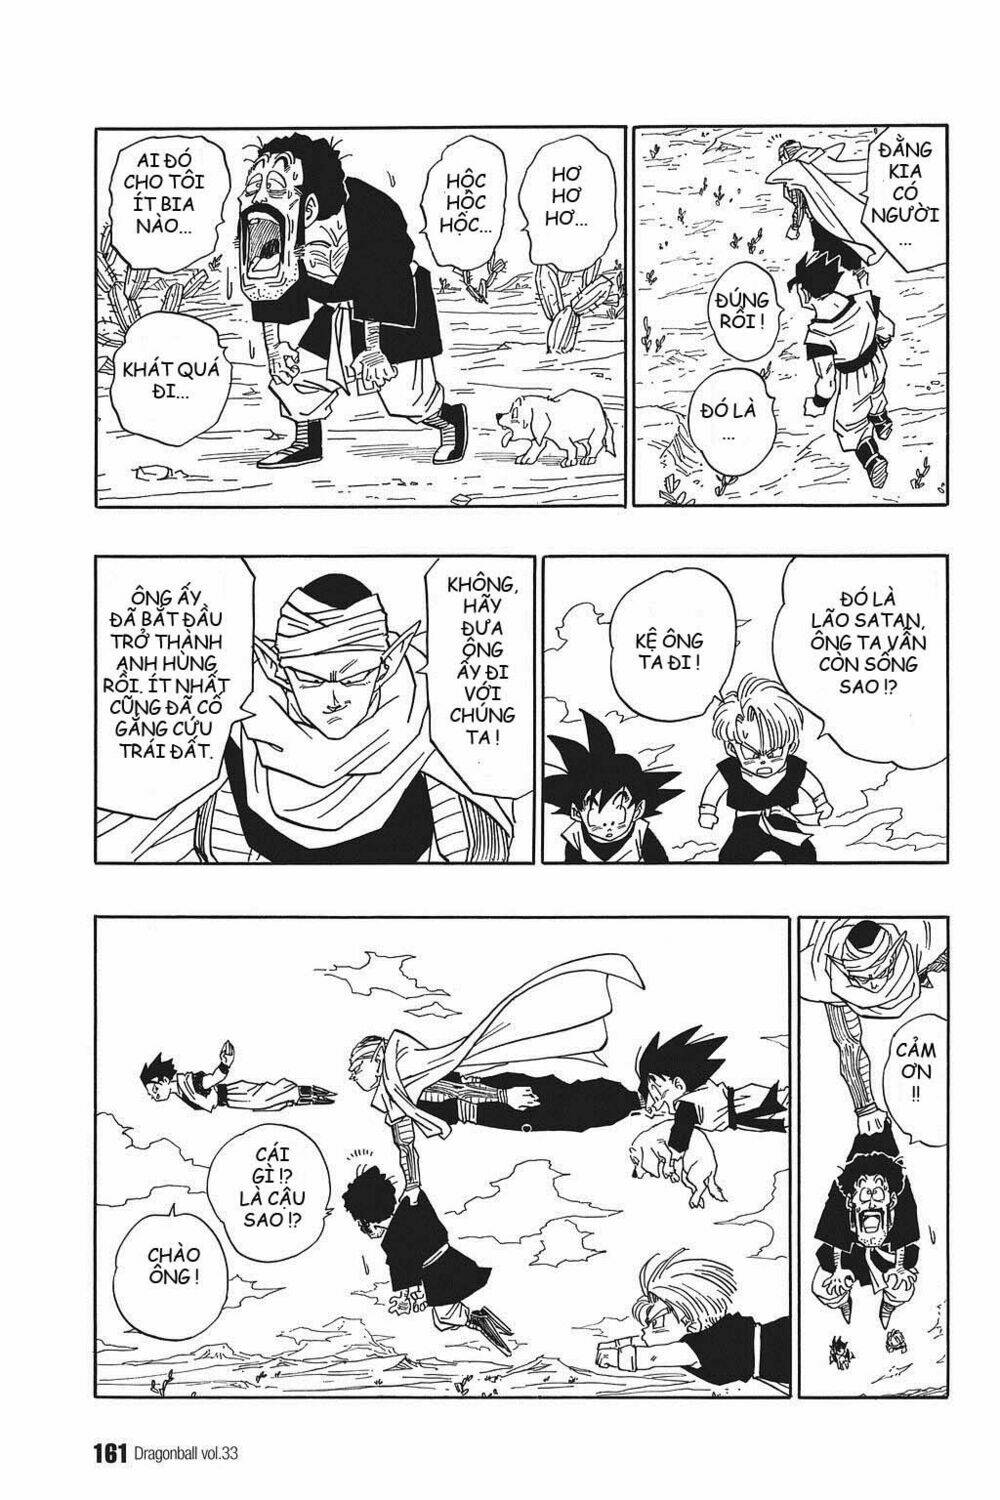 ĐẰNG
KIA
CÓ
NGƯỜI
...
ĐÚNG
RỒI !
ĐÓ LÀ
...
HƠ
HƠ
HƠ...
HỘC
HỘC
HỘC...
AI ĐÓ
CHO TÔI
ÍT BIA
NÀO...
KHÁT QUÁ
ĐI...
ĐÓ LÀ
LÃO SATAN,
ÔNG TA VẪN
CÒN SỐNG
SAO !?
KỆ ÔNG
TA ĐI !
KHÔNG,
HÃY
ĐƯA
ÔNG
ẤY ĐI
VỚI
CHÚNG
TA !
ÔNG ẤY
ĐÃ BẮT ĐẦU
TRỞ THÀNH
ANH HÙNG
RỒI. ÍT NHẤT
CŨNG ĐÃ CỐ
GẮNG CỨU
TRÁI ĐẤT.
CẢM
ƠN
!!
CÁI
GÌ !?
LÀ CẬU
SAO !?
CHÀO
ÔNG !
161 Dragonball vol.33